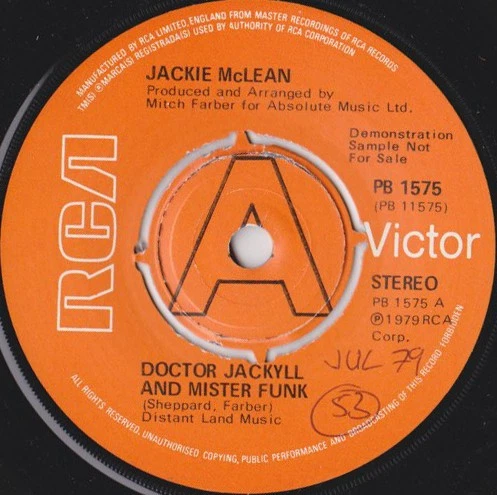 MANUFACTURED BY RCA LIMITED, ENGLAND FROM MASTER RECORDINGS OF RCA RECORDS
TM(S) ® MARCA(S) REGISTRADA(S) USED BY AUTHORITY OF RCA CORPORATION
JACKIE McLEAN
Produced and Arranged by
Mitch Farber for Absolute Music Ltd.
Demonstration
Sample Not
For Sale
PB 1575
(PB 11575)
RCA
A
Victor
STEREO
PB 1575 A
℗ 1979 RCA
Corp.
JUL 79
53
DOCTOR JACKYLL
AND MISTER FUNK
(Sheppard, Farber)
Distant Land Music
ALL RIGHTS RESERVED, UNAUTHORISED COPYING, PUBLIC PERFORMANCE AND BROADCASTING OF THIS RECORD FORBIDDEN